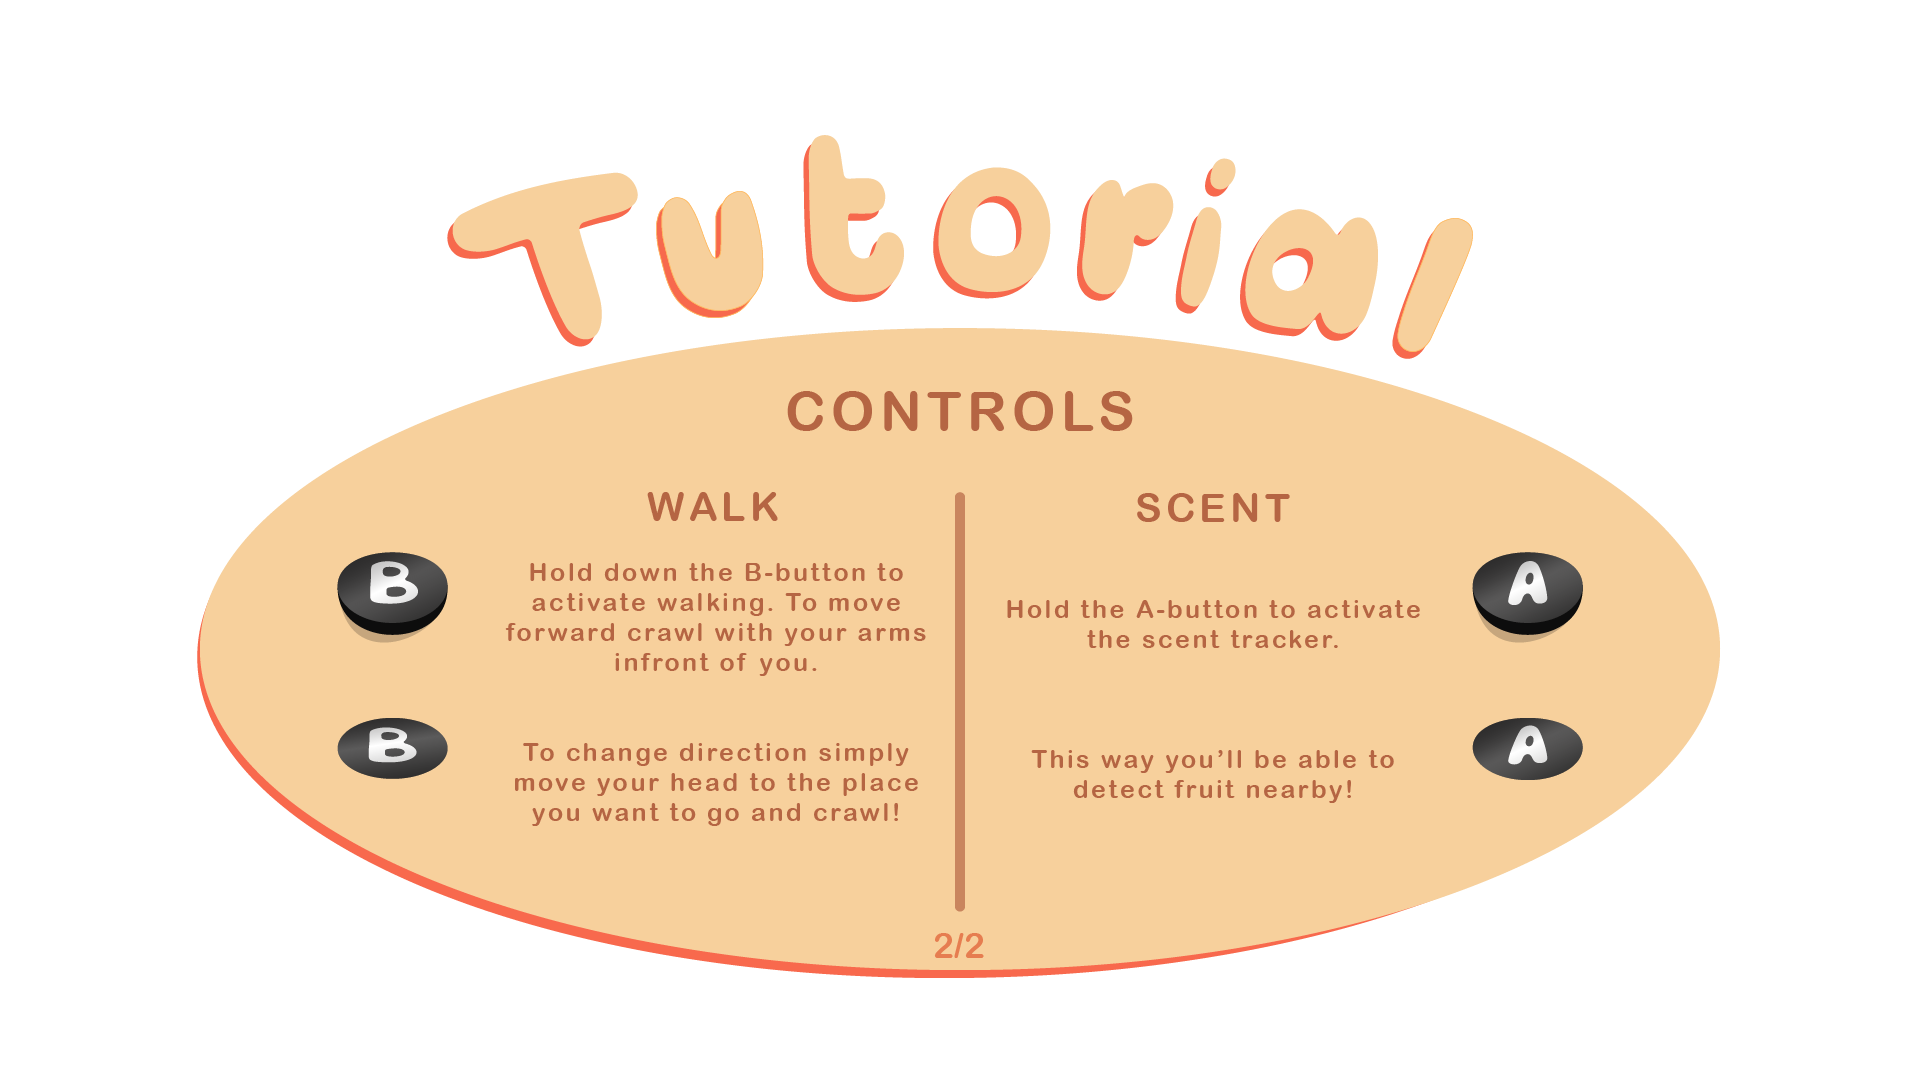 Tutorial
CONTROLS
WALK
B
Hold down the B-button to
activate walking. To move
forward crawl with your arms
infront of you.
B
To change direction simply
move your head to the place
you want to go and crawl!
SCENT
A
Hold the A-button to activate
the scent tracker.
A
This way you’ll be able to
detect fruit nearby!
2/2